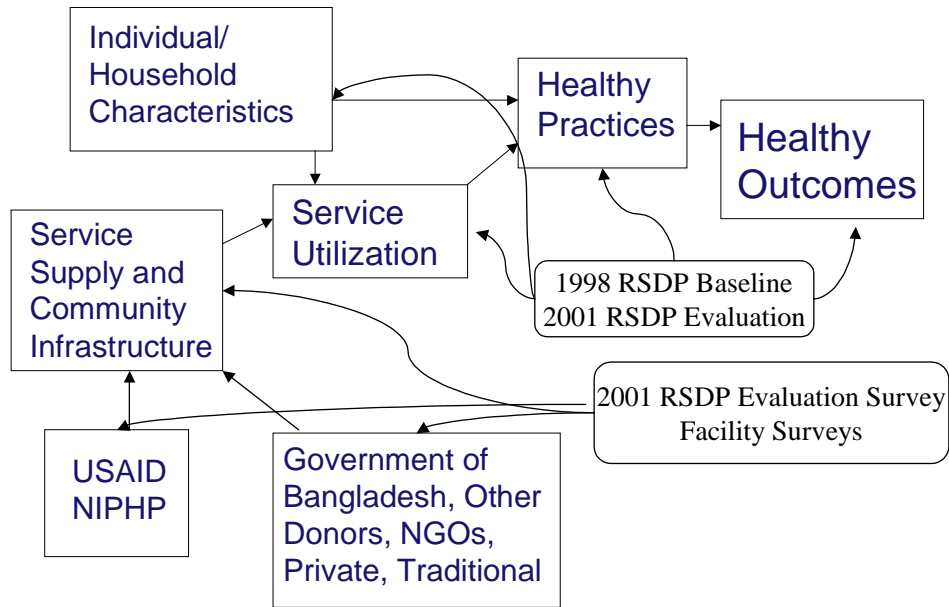 Individual/
Household
Characteristics
Healthy
Practices
Healthy
Outcomes
Service
Utilization
Service
Supply and
Community
Infrastructure
1998 RSDP Baseline
2001 RSDP Evaluation
2001 RSDP Evaluation Survey
Facility Surveys
USAID
NIPHP
Government of
Bangladesh, Other
Donors, NGOs,
Private, Traditional